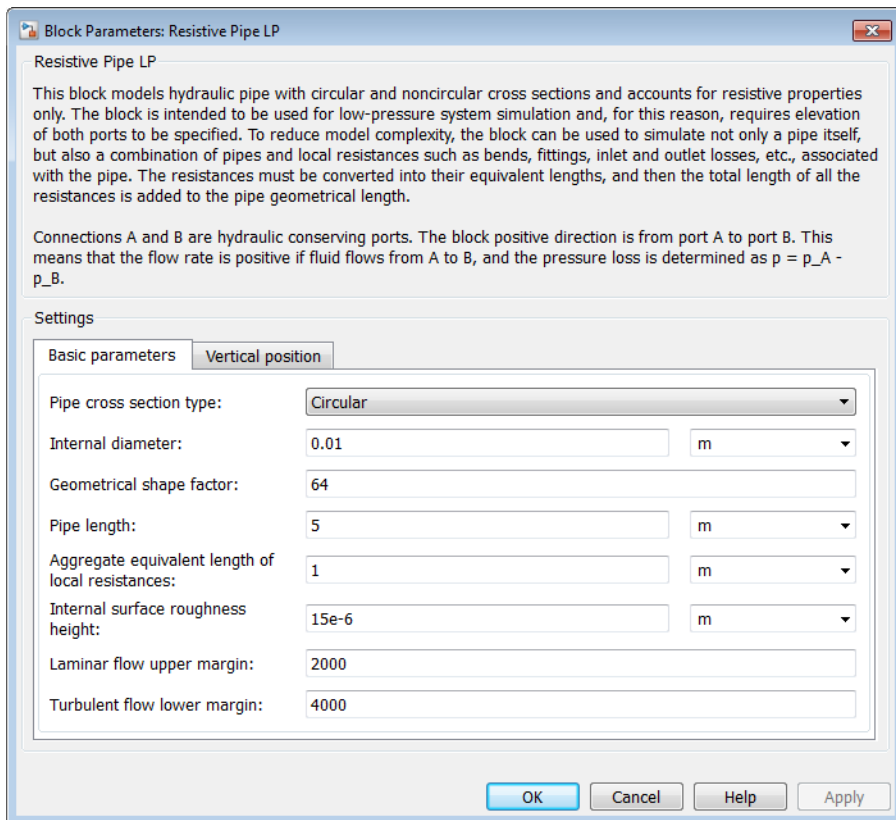 Block Parameters: Resistive Pipe LP
Resistive Pipe LP
This block models hydraulic pipe with circular and noncircular cross sections and accounts for resistive properties
only. The block is intended to be used for low-pressure system simulation and, for this reason, requires elevation
of both ports to be specified. To reduce model complexity, the block can be used to simulate not only a pipe itself,
but also a combination of pipes and local resistances such as bends, fittings, inlet and outlet losses, etc., associated
with the pipe. The resistances must be converted into their equivalent lengths, and then the total length of all the
resistances is added to the pipe geometrical length.
Connections A and B are hydraulic conserving ports. The block positive direction is from port A to port B. This
means that the flow rate is positive if fluid flows from A to B, and the pressure loss is determined as p = p_A -
p_B.
Settings
Basic parameters Vertical position
Pipe cross section type: Circular
Internal diameter: 0.01 m
Geometrical shape factor: 64
Pipe length: 5 m
Aggregate equivalent length of
local resistances: 1 m
Internal surface roughness
height: 15e-6 m
Laminar flow upper margin: 2000
Turbulent flow lower margin: 4000
OK Cancel Help Apply